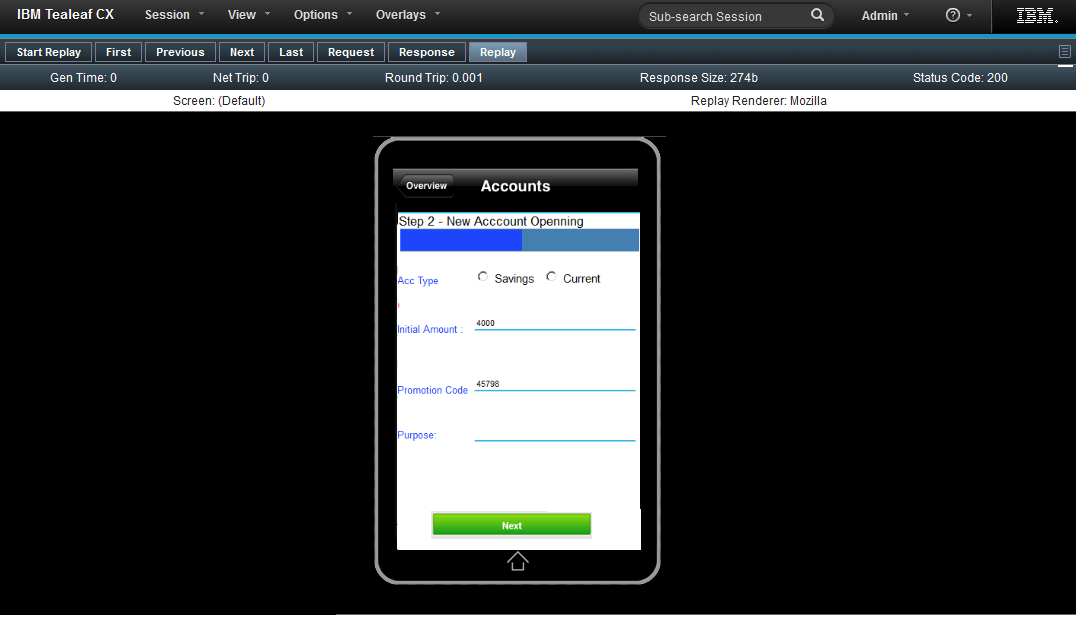 IBM Tealeaf CX Session View Options Overlays Sub-search Session Admin ? IBM.
Start Replay First Previous Next Last Request Response Replay
Gen Time: 0 Net Trip: 0 Round Trip: 0.001 Response Size: 274b Status Code: 200
Screen: (Default) Replay Renderer: Mozilla
Overview Accounts
Step 2 - New Acccount Openning
Acc Type Savings Current
Initial Amount : 4000
Promotion Code 45798
Purpose:
Next